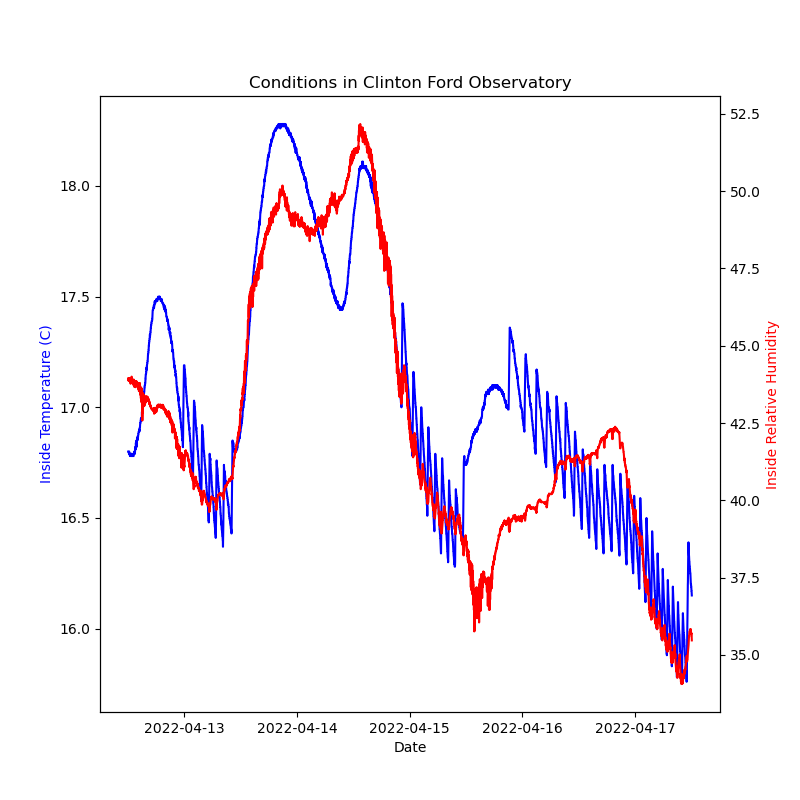 Conditions in Clinton Ford Observatory
Inside Temperature (C)
18.0
17.5
17.0
16.5
16.0
52.5
50.0
47.5
45.0
42.5
40.0
37.5
35.0
Inside Relative Humidity
2022-04-13 2022-04-14 2022-04-15 2022-04-16 2022-04-17
Date